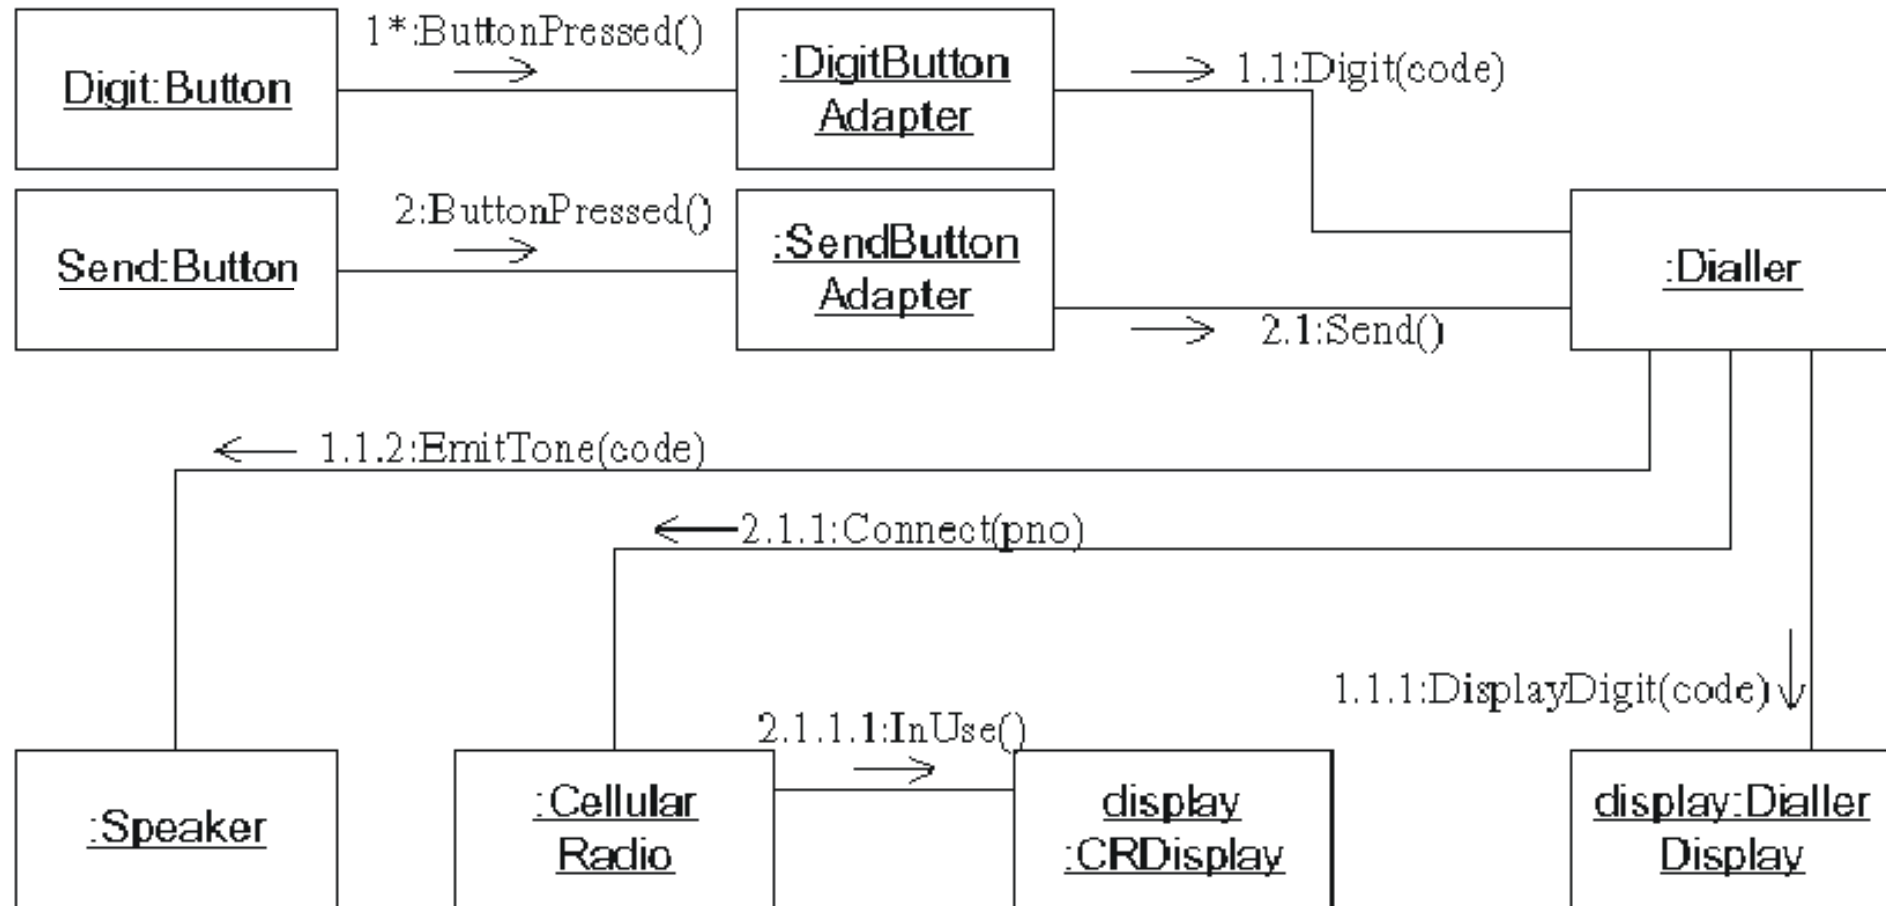 1*:ButtonPressed()
Digit:Button
:DigitButton
Adapter
1.1:Digit(code)
2:ButtonPressed()
Send:Button
:SendButton
Adapter
:Dialler
2.1:Send()
1.1.2:EmitTone(code)
2.1.1:Connect(pno)
1.1.1:DisplayDigit(code)
2.1.1.1:InUse()
:Speaker
:Cellular
Radio
display
:CRDisplay
display:Dialler
Display